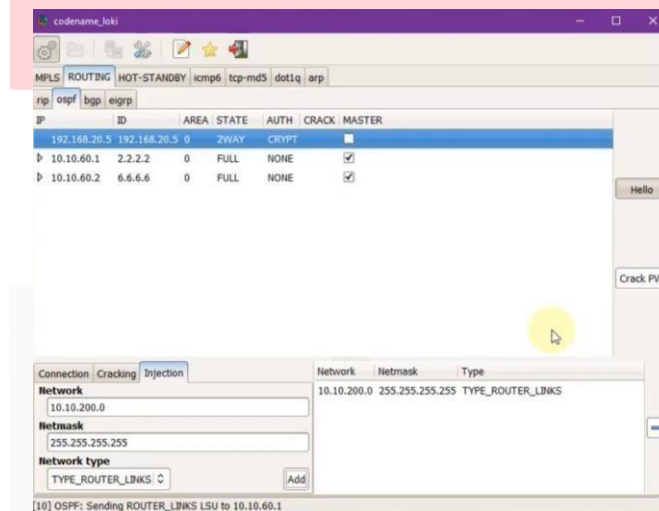 codename_loki
MPLS ROUTING HOT-STANDBY icmp6 tcp-md5 dot1q arp
rip ospf bgp eigrp
IP ID AREA STATE AUTH CRACK MASTER
192.168.20.5 192.168.20.5 0 2WAY CRYPT
10.10.60.1 2.2.2.2 0 FULL NONE
10.10.60.2 6.6.6.6 0 FULL NONE
Hello
Crack PW
Connection Cracking Injection
Network Netmask Type
Network
10.10.200.0 255.255.255.255 TYPE_ROUTER_LINKS
10.10.200.0
Netmask
255.255.255.255
Network type
TYPE_ROUTER_LINKS Add
[10] OSPF: Sending ROUTER_LINKS LSU to 10.10.60.1